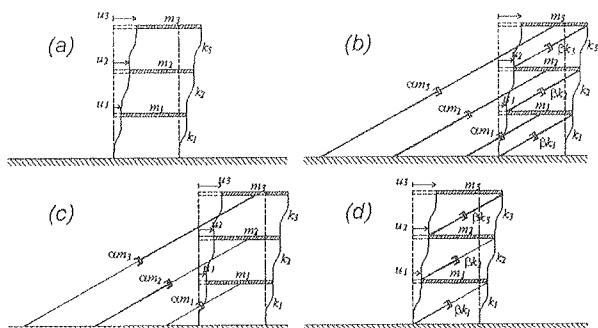 (a)
u3
m3
k3
u2
m2
k2
u1
m1
k1
(b)
u3
m3
k3
βk3
u2
m2
k2
αm3
αm2
βk2
u1
m1
αm1
βk1
k1
(c)
u3
m3
k3
u2
m2
k2
αm3
αm2
u1
m1
αm1
k1
(d)
u3
m3
k3
βk3
u2
m2
k2
βk2
u1
m1
βk1
k1